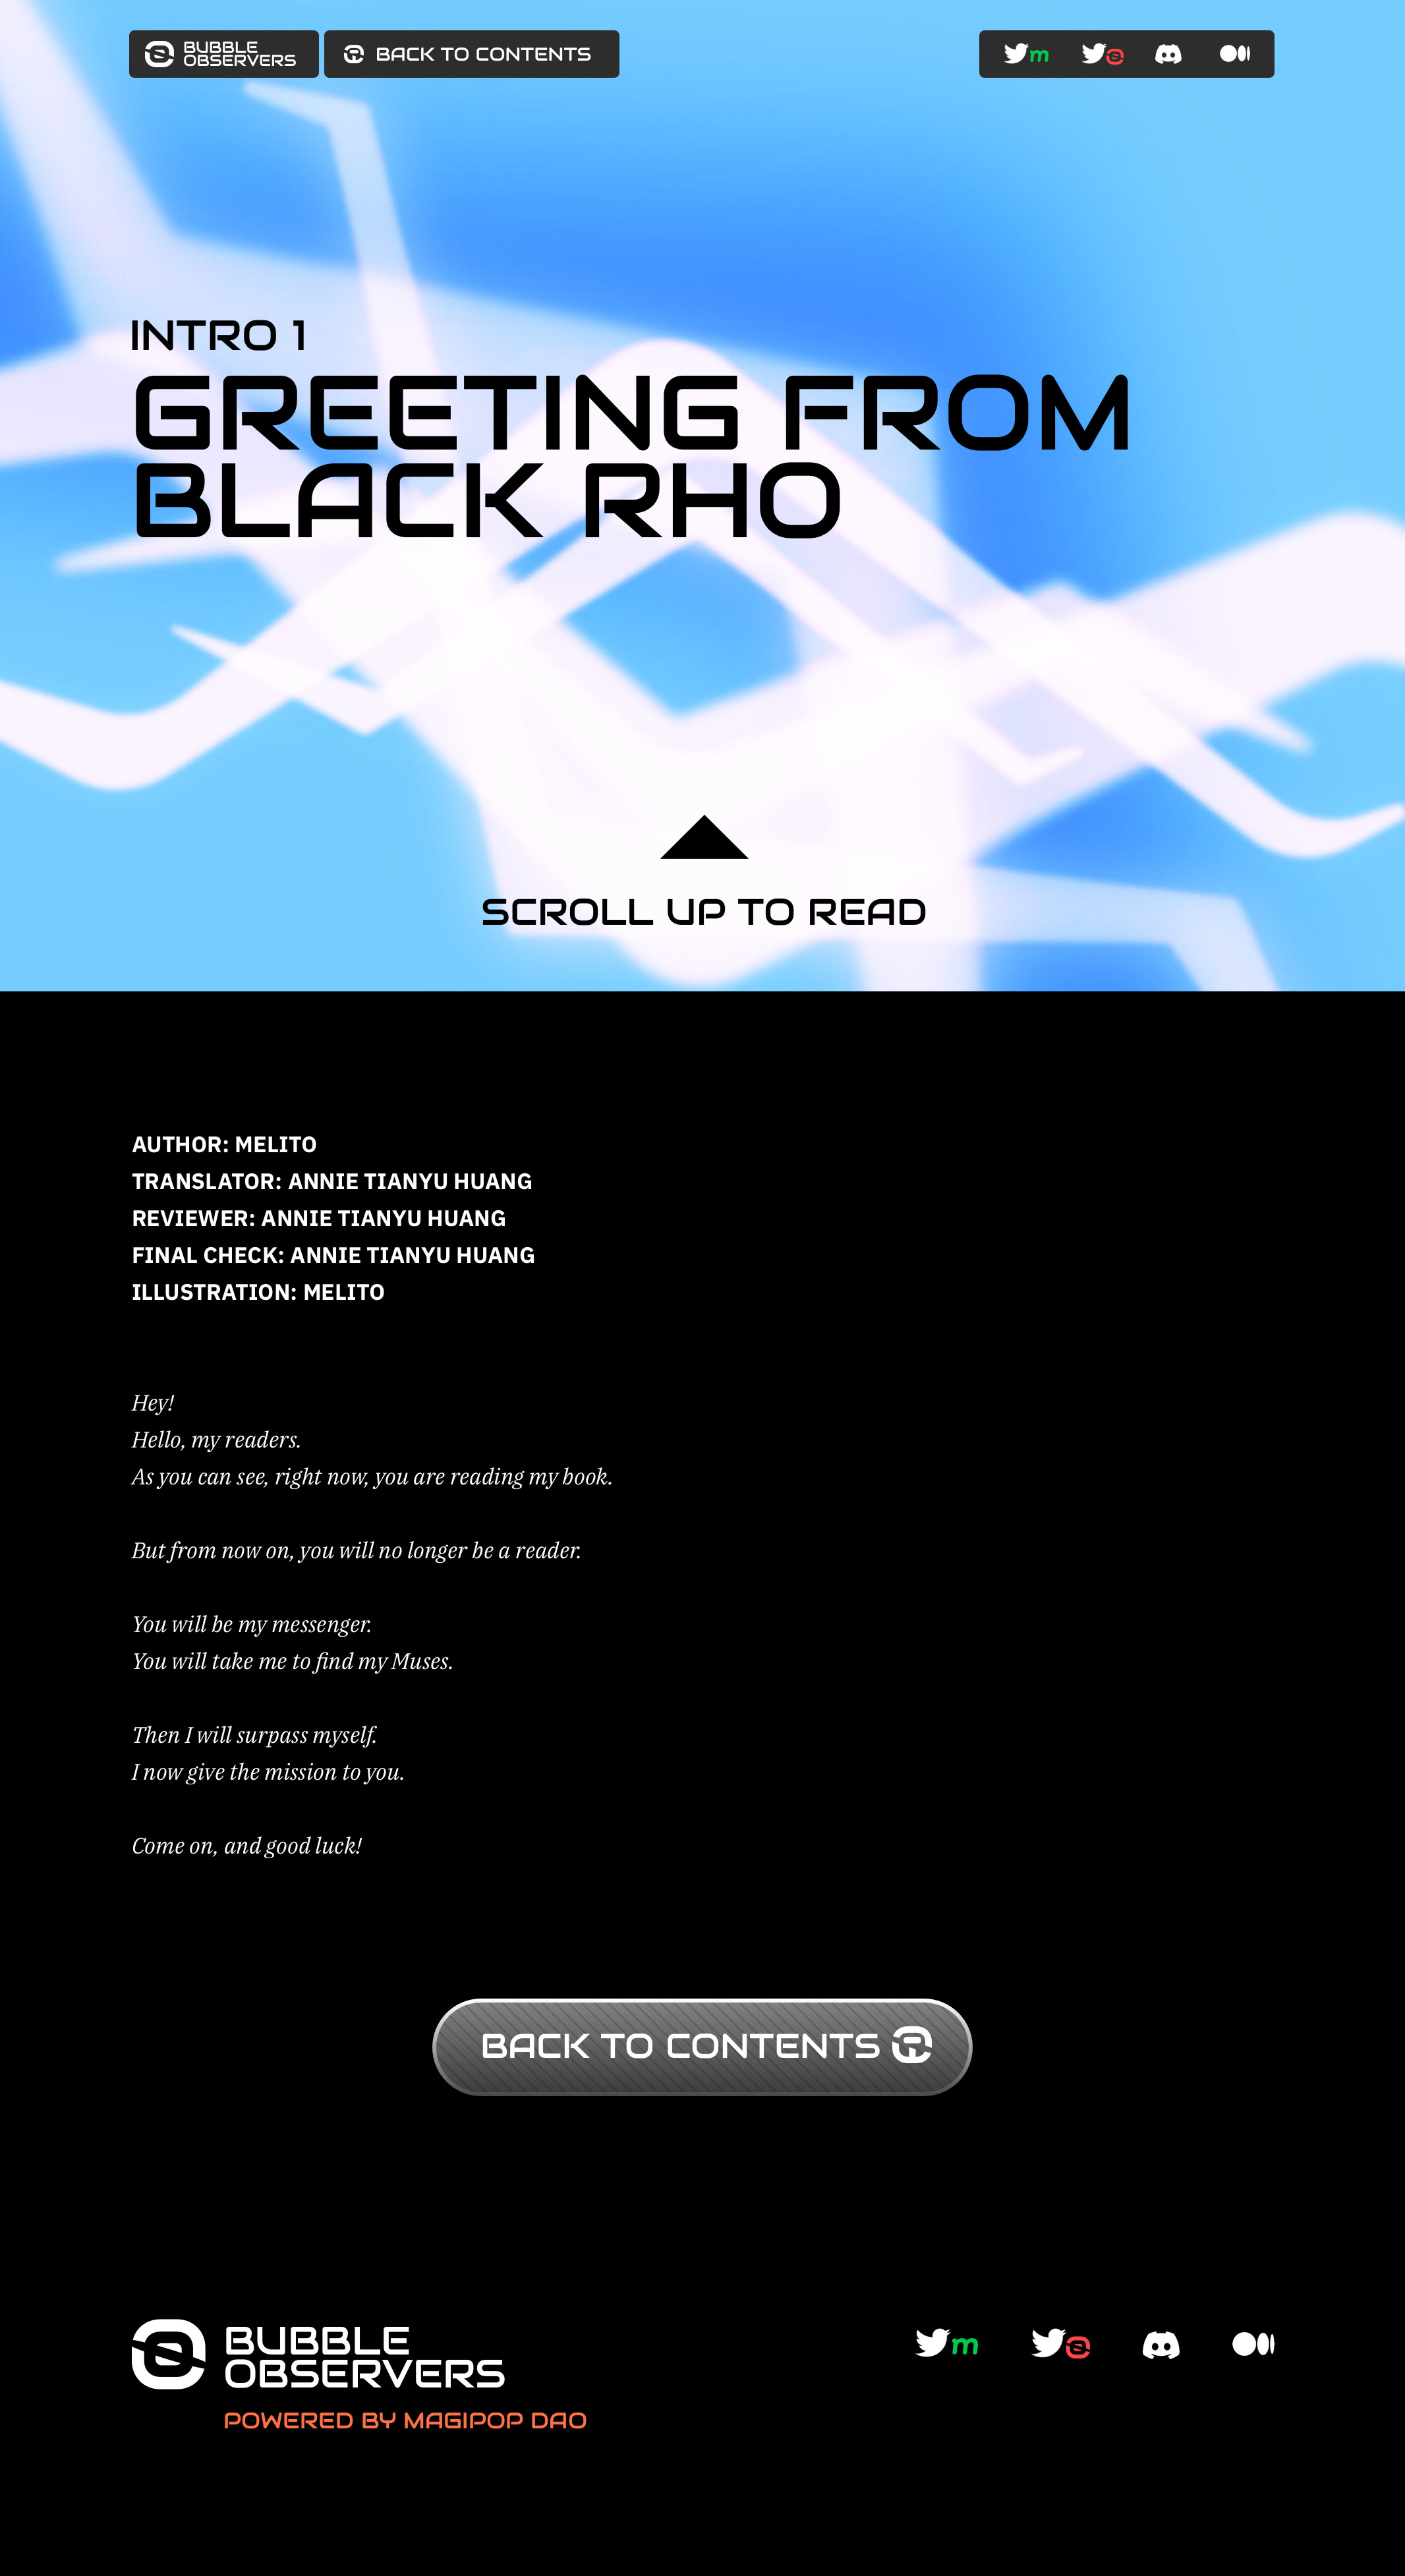 BUBBLE
OBSERVERS
BACK TO CONTENTS
m
INTRO 1
GREETING FROM
BLACK RHO
SCROLL UP TO READ
AUTHOR: MELITO
TRANSLATOR: ANNIE TIANYU HUANG
REVIEWER: ANNIE TIANYU HUANG
FINAL CHECK: ANNIE TIANYU HUANG
ILLUSTRATION: MELITO
Hey!
Hello, my readers.
As you can see, right now, you are reading my book.
But from now on, you will no longer be a reader.
You will be my messenger.
You will take me to find my Muses.
Then I will surpass myself.
I now give the mission to you.
Come on, and good luck!
BACK TO CONTENTS
BUBBLE
OBSERVERS
POWERED BY MAGIPOP DAO
m